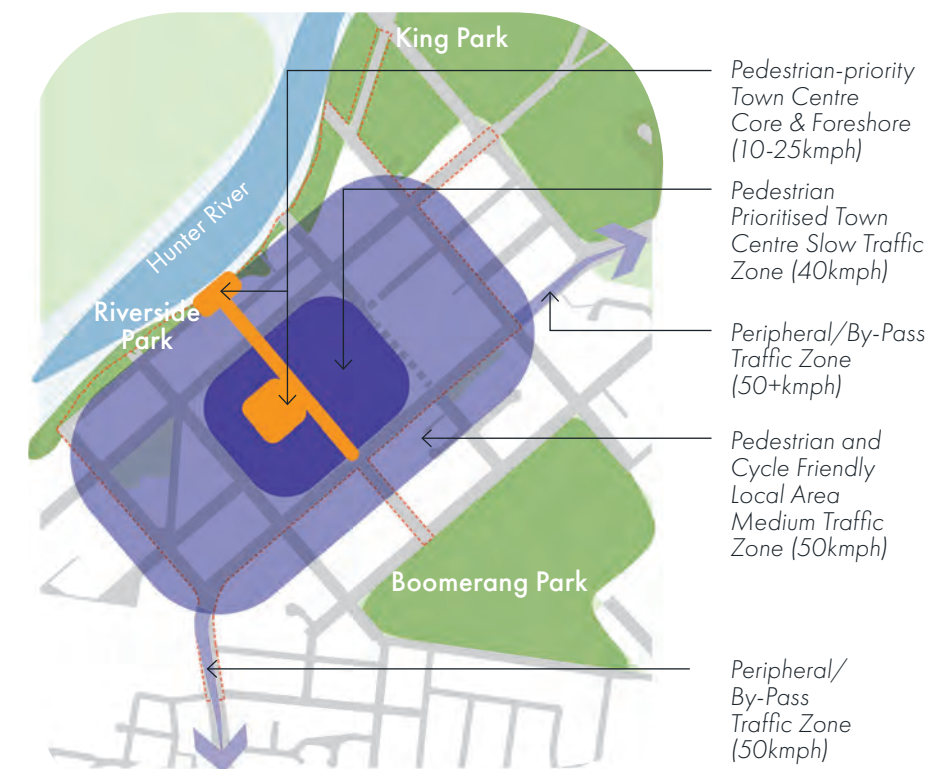 King Park
Hunter River
Riverside
Park
Boomerang Park
Pedestrian-priority
Town Centre
Core & Foreshore
(10-25kmph)
Pedestrian
Prioritised Town
Centre Slow Traffic
Zone (40kmph)
Peripheral/By-Pass
Traffic Zone
(50+kmph)
Pedestrian and
Cycle Friendly
Local Area
Medium Traffic
Zone (50kmph)
Peripheral/
By-Pass
Traffic Zone
(50kmph)